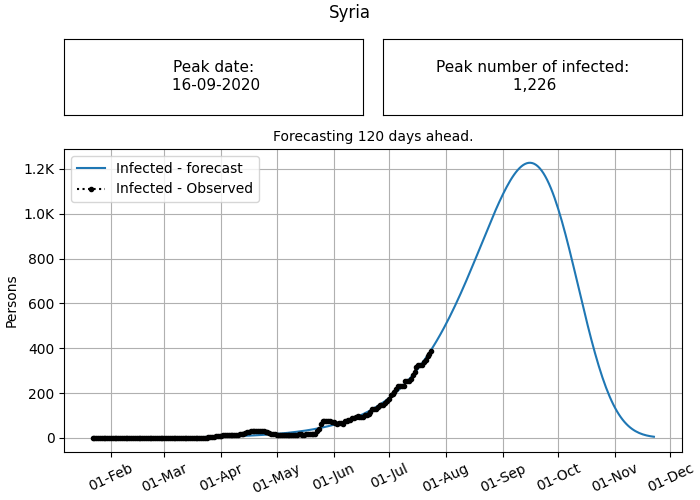 Syria
Peak date:
16-09-2020
Peak number of infected:
1,226
Forecasting 120 days ahead.
Infected - forecast
Infected - Observed
1.2K
1.0K
800
600
400
200
0
Persons
01-Feb
01-Mar
01-Apr
01-May
01-Jun
01-Jul
01-Aug
01-Sep
01-Oct
01-Nov
01-Dec